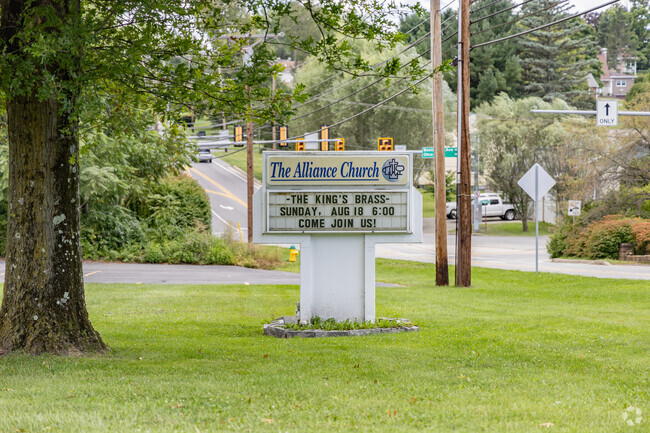 The Alliance Church
-THE KING'S BRASS-
SUNDAY, AUG 18 6:00
COME JOIN US!
ONLY